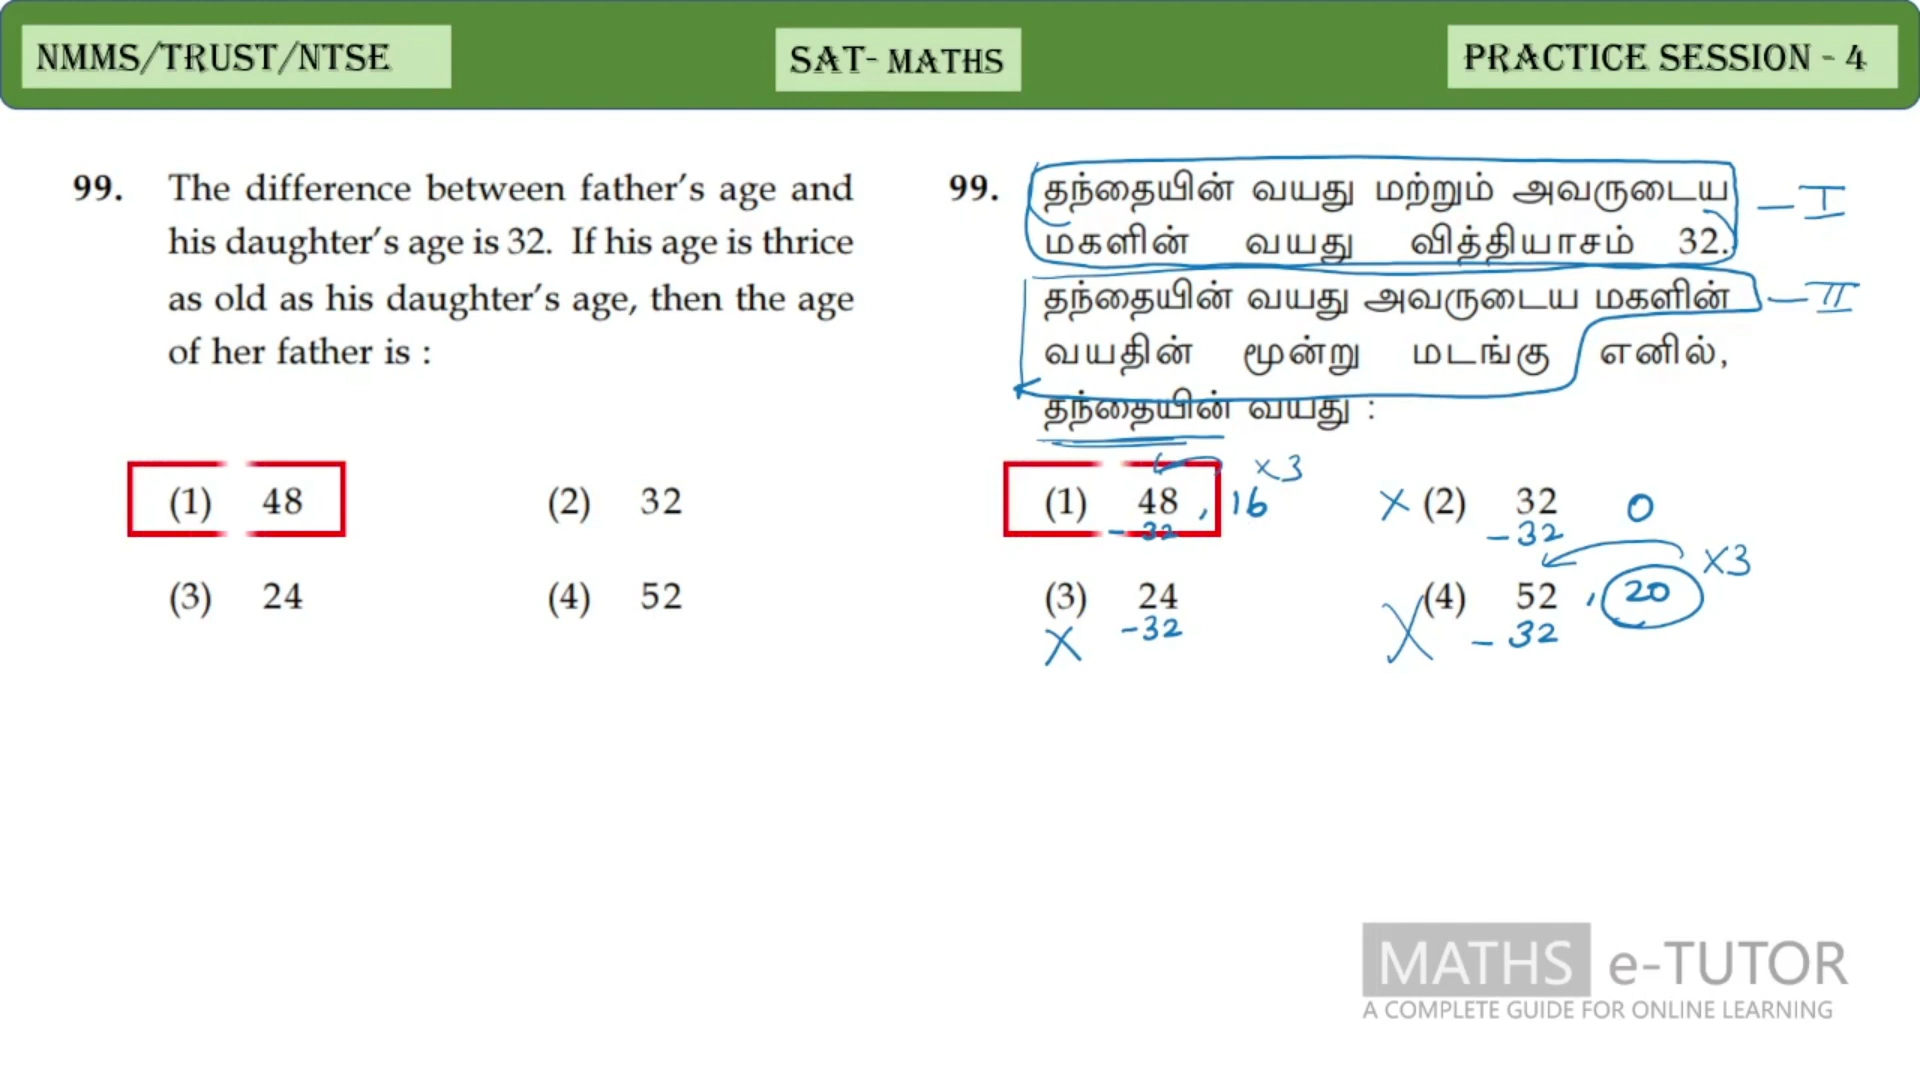 NMMS/TRUST/NTSE
SAT- MATHS
PRACTICE SESSION - 4
99. The difference between father's age and
his daughter's age is 32. If his age is thrice
as old as his daughter's age, then the age
of her father is :
(1) 48
(2) 32
(3) 24
(4) 52
99. தந்தையின் வயது மற்றும் அவருடைய
மகளின் வயது வித்தியாசம் 32.
தந்தையின் வயது அவருடைய மகளின்
வயதின் மூன்று மடங்கு எனில்,
தந்தையின் வயது :
– I
– II
(1) 48 , 16 ×3
- 32
× (2) 32 0
- 32
(3) 24
× -32
(4) 52 , 20 ×3
× - 32
MATHS e-TUTOR
A COMPLETE GUIDE FOR ONLINE LEARNING